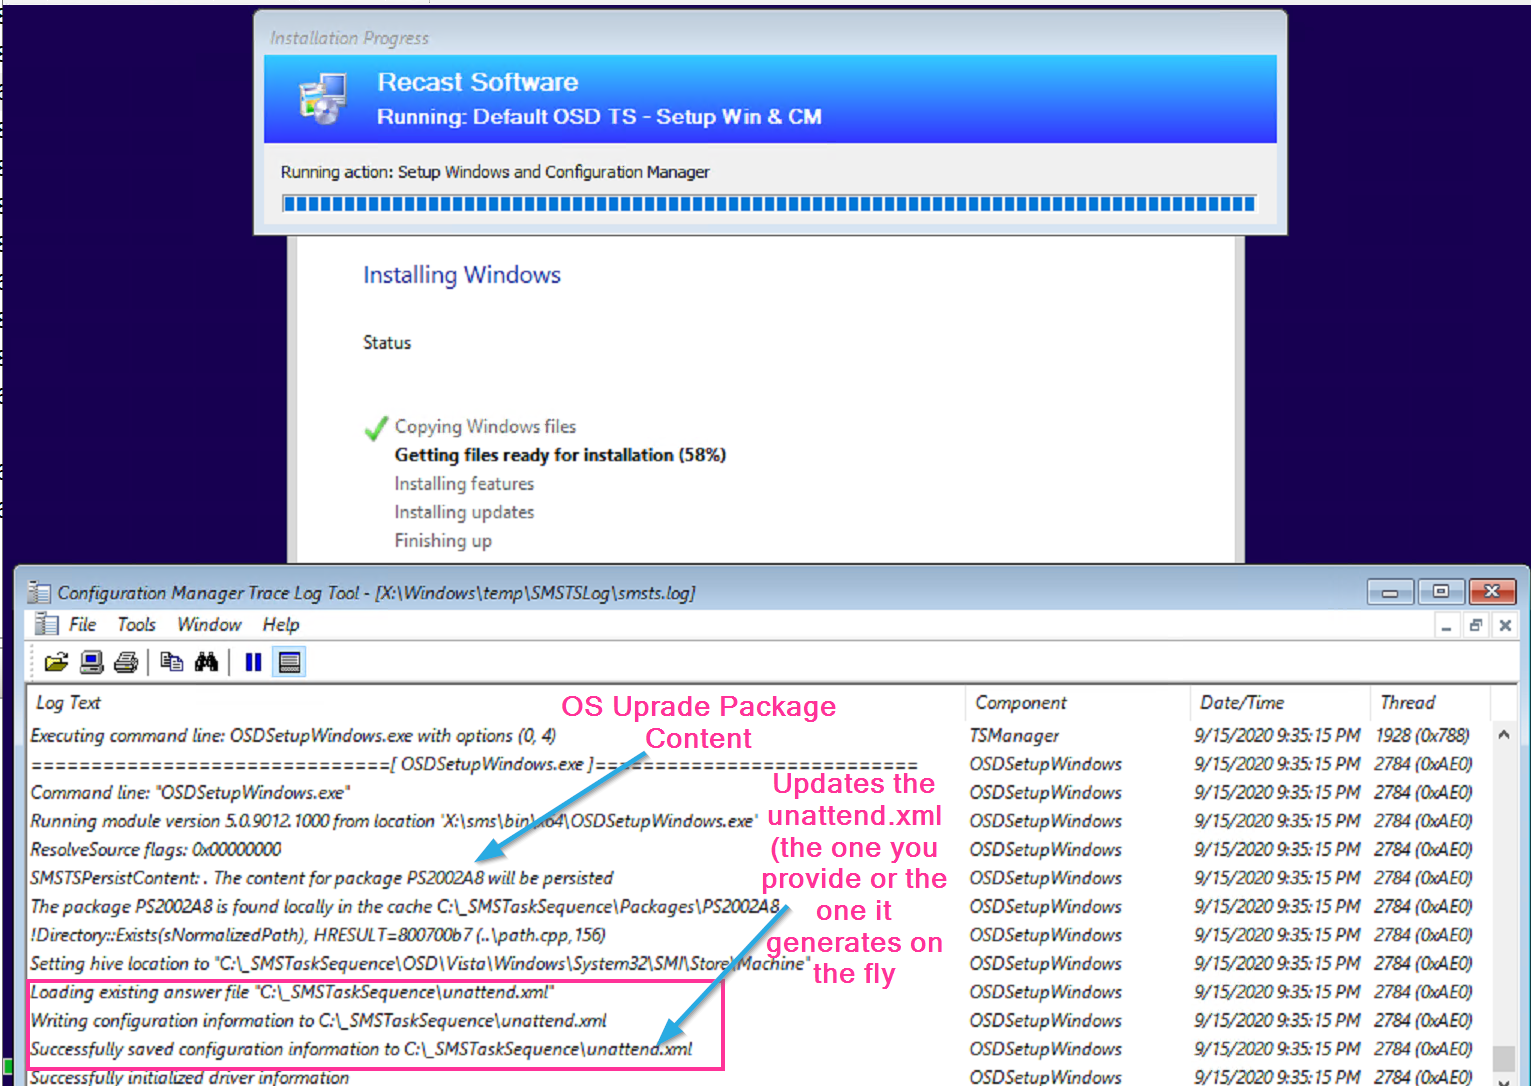 Installation Progress
Recast Software
Running: Default OSD TS - Setup Win & CM
Running action: Setup Windows and Configuration Manager
Installing Windows
Status
Copying Windows files
Getting files ready for installation (58%)
Installing features
Installing updates
Finishing up
Configuration Manager Trace Log Tool - [X:\Windows\temp\SMSTSLog\smsts.log]
File Tools Window Help
Log Text Component Date/Time Thread
Executing command line: OSDSetupWindows.exe with options (0, 4) TSManager 9/15/2020 9:35:15 PM 1928 (0x788)
==============================[ OSDSetupWindows.exe ]=========================== OSDSetupWindows 9/15/2020 9:35:15 PM 2784 (0xAE0)
Command line: "OSDSetupWindows.exe" OSDSetupWindows 9/15/2020 9:35:15 PM 2784 (0xAE0)
Running module version 5.0.9012.1000 from location 'X:\sms\bin\x64\OSDSetupWindows.exe' OSDSetupWindows 9/15/2020 9:35:15 PM 2784 (0xAE0)
ResolveSource flags: 0x00000000 OSDSetupWindows 9/15/2020 9:35:15 PM 2784 (0xAE0)
SMSTSPersistContent: . The content for package PS2002A8 will be persisted OSDSetupWindows 9/15/2020 9:35:15 PM 2784 (0xAE0)
The package PS2002A8 is found locally in the cache C:\_SMSTaskSequence\Packages\PS2002A8 OSDSetupWindows 9/15/2020 9:35:15 PM 2784 (0xAE0)
!Directory::Exists(sNormalizedPath), HRESULT=800700b7 (..\path.cpp,156) OSDSetupWindows 9/15/2020 9:35:15 PM 2784 (0xAE0)
Setting hive location to "C:\_SMSTaskSequence\OSD\Vista\Windows\System32\SMI\Store\Machine" OSDSetupWindows 9/15/2020 9:35:15 PM 2784 (0xAE0)
Loading existing answer file "C:\_SMSTaskSequence\unattend.xml" OSDSetupWindows 9/15/2020 9:35:15 PM 2784 (0xAE0)
Writing configuration information to C:\_SMSTaskSequence\unattend.xml OSDSetupWindows 9/15/2020 9:35:15 PM 2784 (0xAE0)
Successfully saved configuration information to C:\_SMSTaskSequence\unattend.xml OSDSetupWindows 9/15/2020 9:35:15 PM 2784 (0xAE0)
Successfully initialized driver information OSDSetupWindows 9/15/2020 9:35:15 PM 2784 (0xAE0)
OS Uprade Package
Content
Updates the
unattend.xml
(the one you
provide or the
one it
generates on
the fly